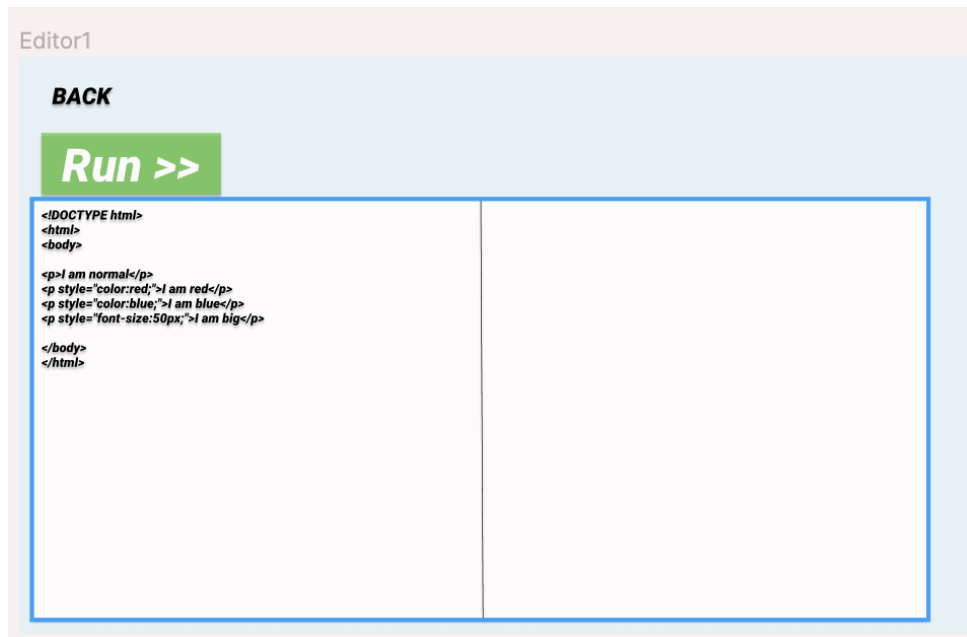 Editor1
BACK
Run >>
<!DOCTYPE html>
<html>
<body>
<p>I am normal</p>
<p style="color:red;">I am red</p>
<p style="color:blue;">I am blue</p>
<p style="font-size:50px;">I am big</p>
</body>
</html>